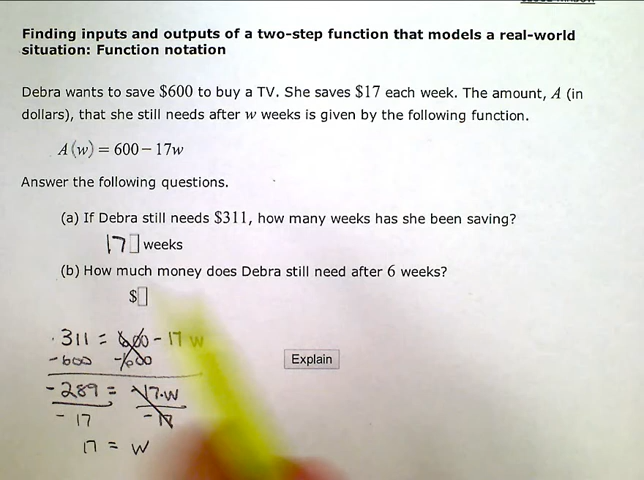 Finding inputs and outputs of a two-step function that models a real-world
situation: Function notation
Debra wants to save $600 to buy a TV. She saves $17 each week. The amount, A (in
dollars), that she still needs after w weeks is given by the following function.
A(w) = 600 − 17w
Answer the following questions.
(a) If Debra still needs $311, how many weeks has she been saving?
17 weeks
(b) How much money does Debra still need after 6 weeks?
$
311 = 600 - 17 w
-600 -600
Explain
-289 = -17·w
-17 -17
17 = w